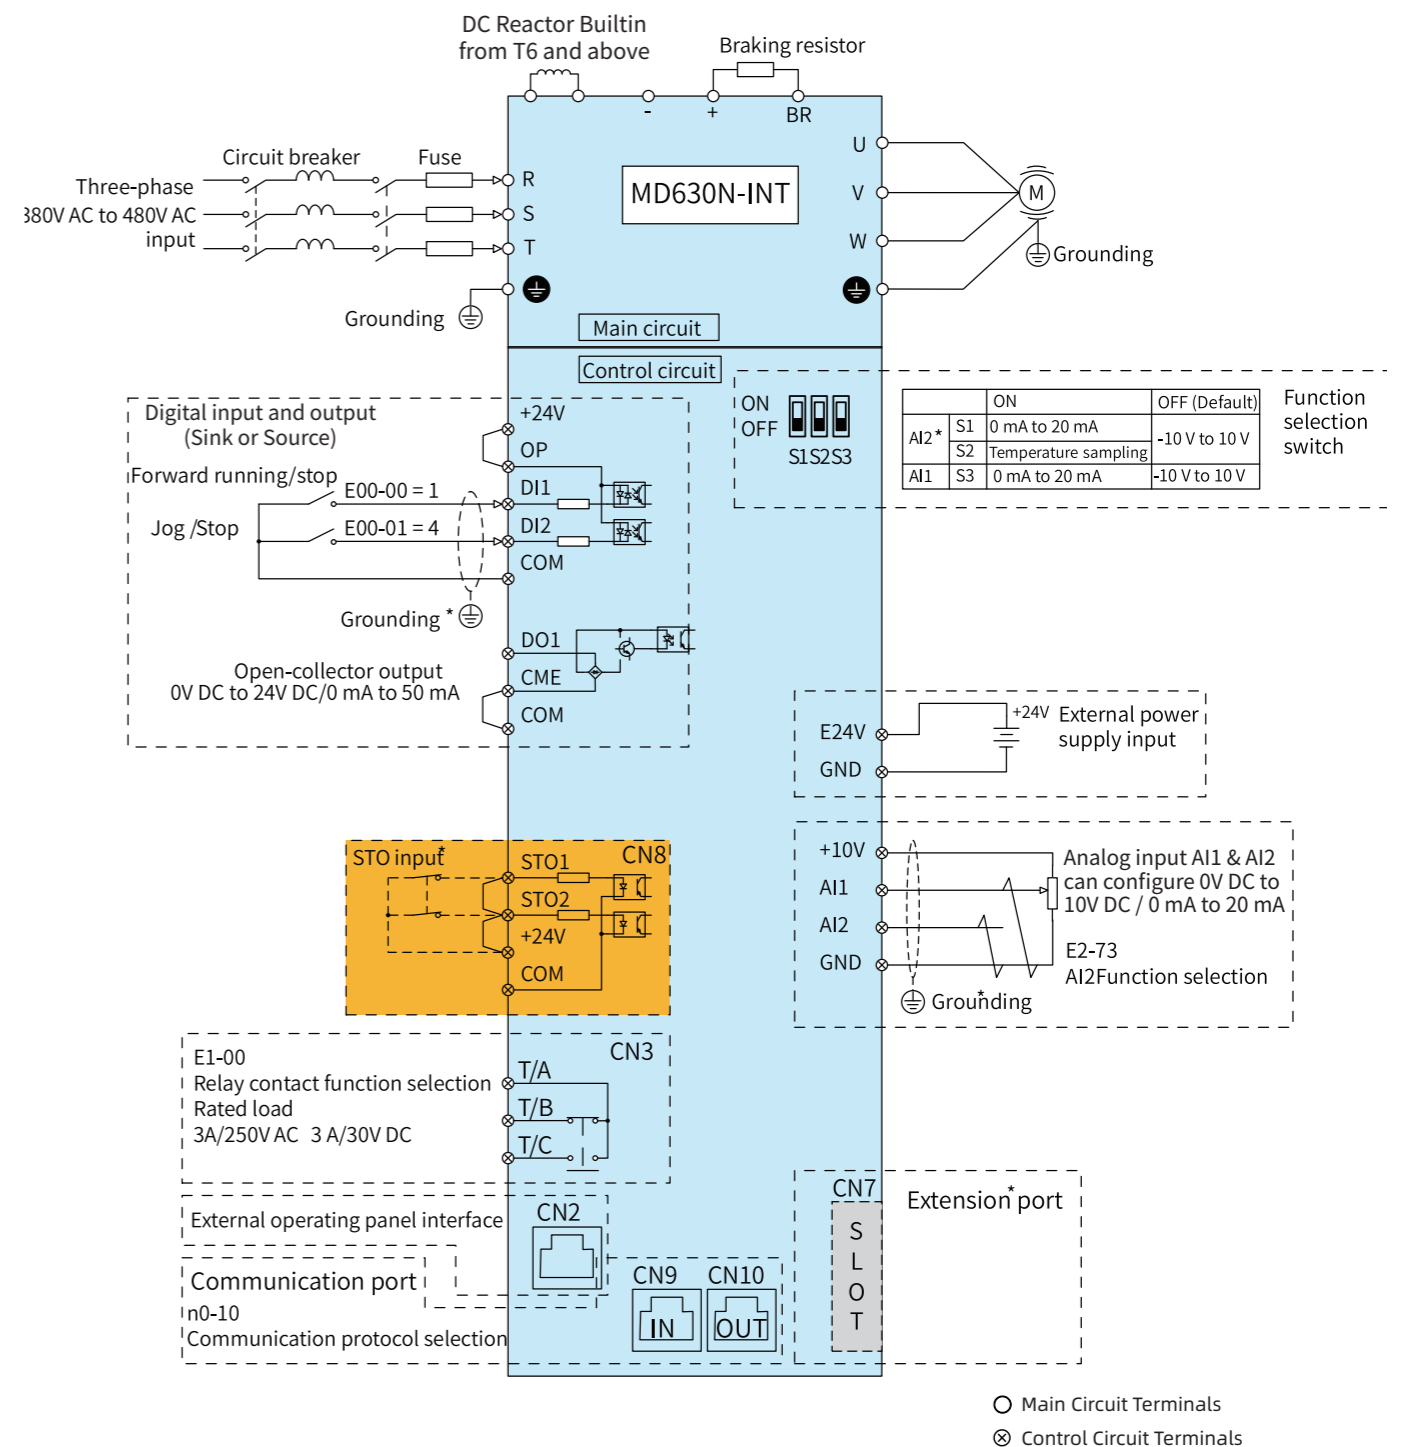 DC Reactor Builtin
from T6 and above
Braking resistor
-
+
BR
Circuit breaker
Fuse
Three-phase
380V AC to 480V AC
input
R
S
T
MD630N-INT
U
V
W
M
Grounding
Grounding
Main circuit
Control circuit
Digital input and output
(Sink or Source)
Forward running/stop
E00-00 = 1
Jog /Stop
E00-01 = 4
Grounding *
+24V
OP
DI1
DI2
COM
ON
OFF
S1S2S3
ON
OFF (Default)
AI2*
S1
0 mA to 20 mA
-10 V to 10 V
S2
Temperature sampling
AI1
S3
0 mA to 20 mA
-10 V to 10 V
Function
selection
switch
Open-collector output
0V DC to 24V DC/0 mA to 50 mA
DO1
CME
COM
E24V
GND
+24V
External power
supply input
STO input*
CN8
STO1
STO2
+24V
COM
+10V
AI1
AI2
GND
Analog input AI1 & AI2
can configure 0V DC to
10V DC / 0 mA to 20 mA
E2-73
AI2Function selection
Grounding*
E1-00
Relay contact function selection
Rated load
3A/250V AC 3 A/30V DC
CN3
T/A
T/B
T/C
External operating panel interface
CN2
Communication port
n0-10
Communication protocol selection
CN9
IN
CN10
OUT
CN7
SLOT
Extension* port
Main Circuit Terminals
Control Circuit Terminals